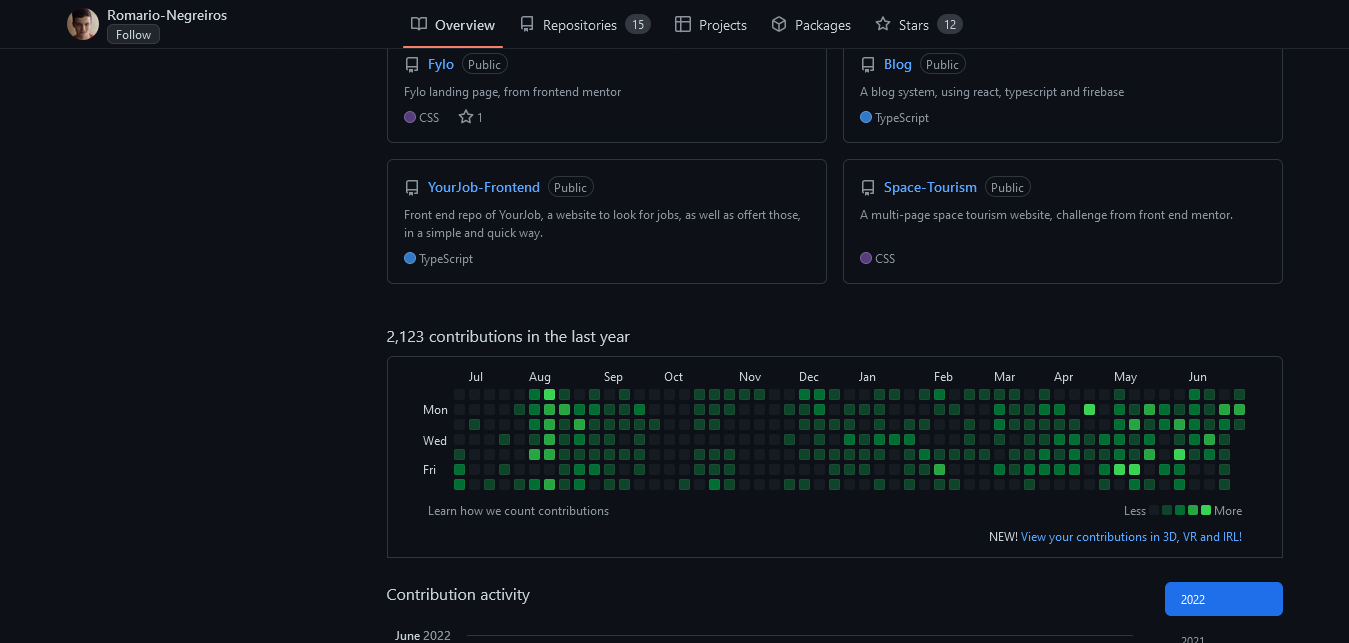 Romario-Negreiros
Follow
Overview Repositories 15 Projects Packages Stars 12
Fylo Public
Fylo landing page, from frontend mentor
CSS 1
Blog Public
A blog system, using react, typescript and firebase
TypeScript
YourJob-Frontend Public
Front end repo of YourJob, a website to look for jobs, as well as offert those,
in a simple and quick way.
TypeScript
Space-Tourism Public
A multi-page space tourism website, challenge from front end mentor.
CSS
2,123 contributions in the last year
Jul Aug Sep Oct Nov Dec Jan Feb Mar Apr May Jun
Mon
Wed
Fri
Learn how we count contributions
Less More
NEW! View your contributions in 3D, VR and IRL!
Contribution activity
2022
June 2022
2021